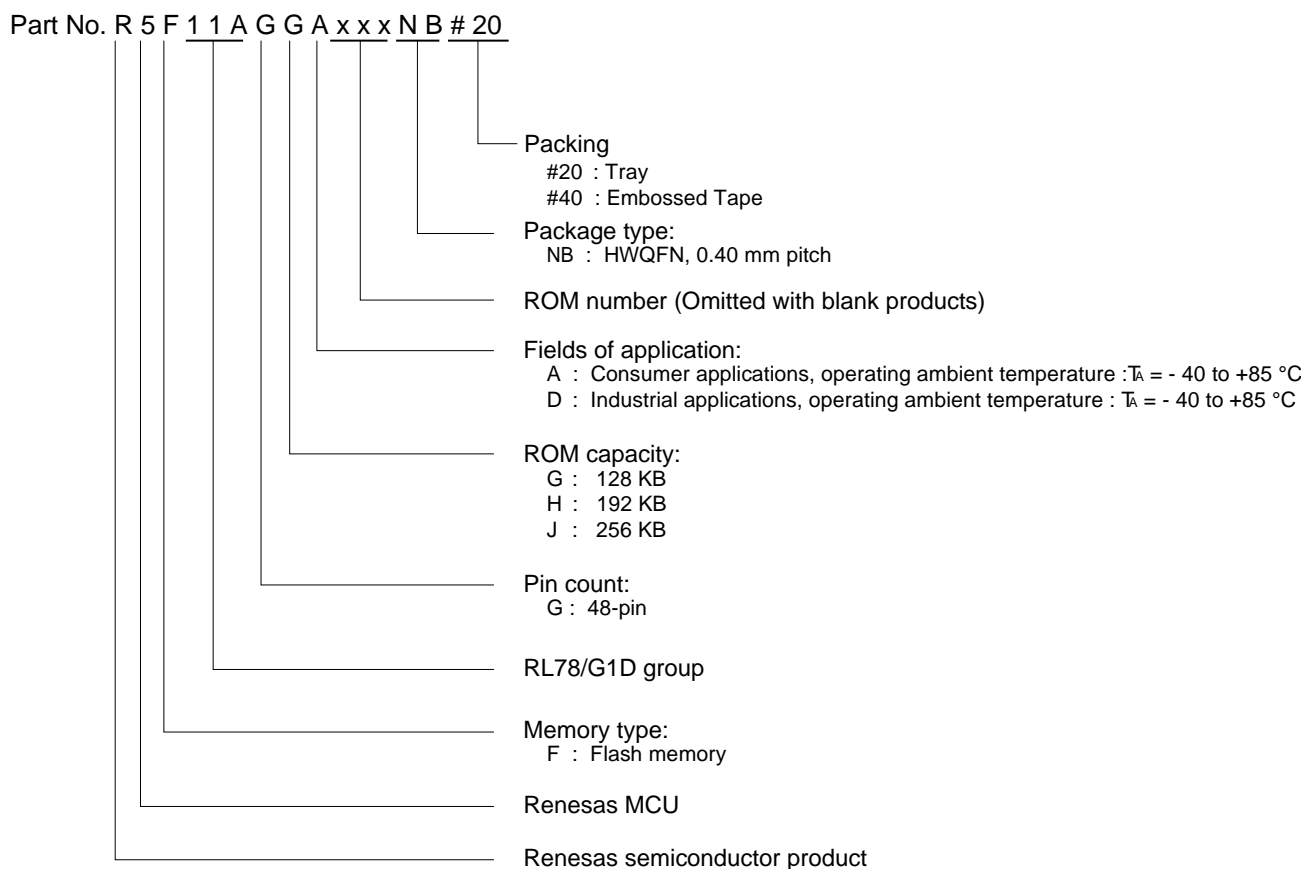 Part No. R 5 F 1 1 A G G A x x x N B # 20
Packing
#20 : Tray
#40 : Embossed Tape
Package type:
NB : HWQFN, 0.40 mm pitch
ROM number (Omitted with blank products)
Fields of application:
A : Consumer applications, operating ambient temperature :TA = - 40 to +85 °C
D : Industrial applications, operating ambient temperature : TA = - 40 to +85 °C
ROM capacity:
G : 128 KB
H : 192 KB
J : 256 KB
Pin count:
G : 48-pin
RL78/G1D group
Memory type:
F : Flash memory
Renesas MCU
Renesas semiconductor product